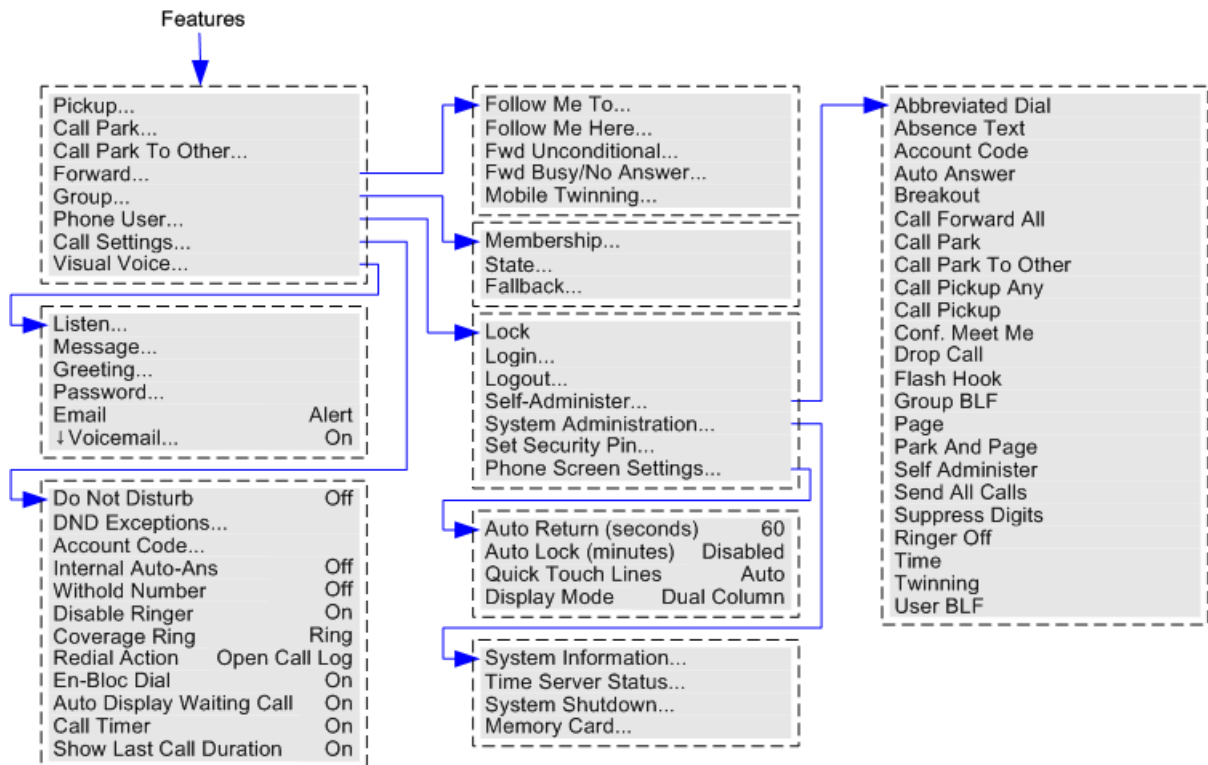 Features
Pickup...
Call Park...
Call Park To Other...
Forward...
Group...
Phone User...
Call Settings...
Visual Voice...
Listen...
Message...
Greeting...
Password...
Email Alert
↓Voicemail... On
Do Not Disturb Off
DND Exceptions...
Account Code...
Internal Auto-Ans Off
Withold Number Off
Disable Ringer On
Coverage Ring Ring
Redial Action Open Call Log
En-Bloc Dial On
Auto Display Waiting Call On
Call Timer On
Show Last Call Duration On
Follow Me To...
Follow Me Here...
Fwd Unconditional...
Fwd Busy/No Answer...
Mobile Twinning...
Membership...
State...
Fallback...
Lock
Login...
Logout...
Self-Administer...
System Administration...
Set Security Pin...
Phone Screen Settings...
Auto Return (seconds) 60
Auto Lock (minutes) Disabled
Quick Touch Lines Auto
Display Mode Dual Column
System Information...
Time Server Status...
System Shutdown...
Memory Card...
Abbreviated Dial
Absence Text
Account Code
Auto Answer
Breakout
Call Forward All
Call Park
Call Park To Other
Call Pickup Any
Call Pickup
Conf. Meet Me
Drop Call
Flash Hook
Group BLF
Page
Park And Page
Self Administer
Send All Calls
Suppress Digits
Ringer Off
Time
Twinning
User BLF